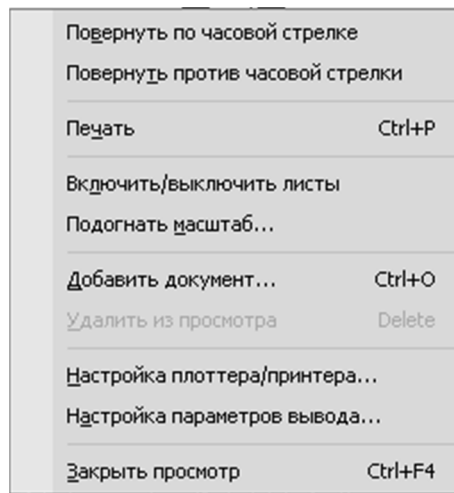 Повернуть по часовой стрелке
Повернуть против часовой стрелки
Печать Ctrl+P
Включить/выключить листы
Подогнать масштаб...
Добавить документ... Ctrl+O
Удалить из просмотра Delete
Настройка плоттера/принтера...
Настройка параметров вывода...
Закрыть просмотр Ctrl+F4